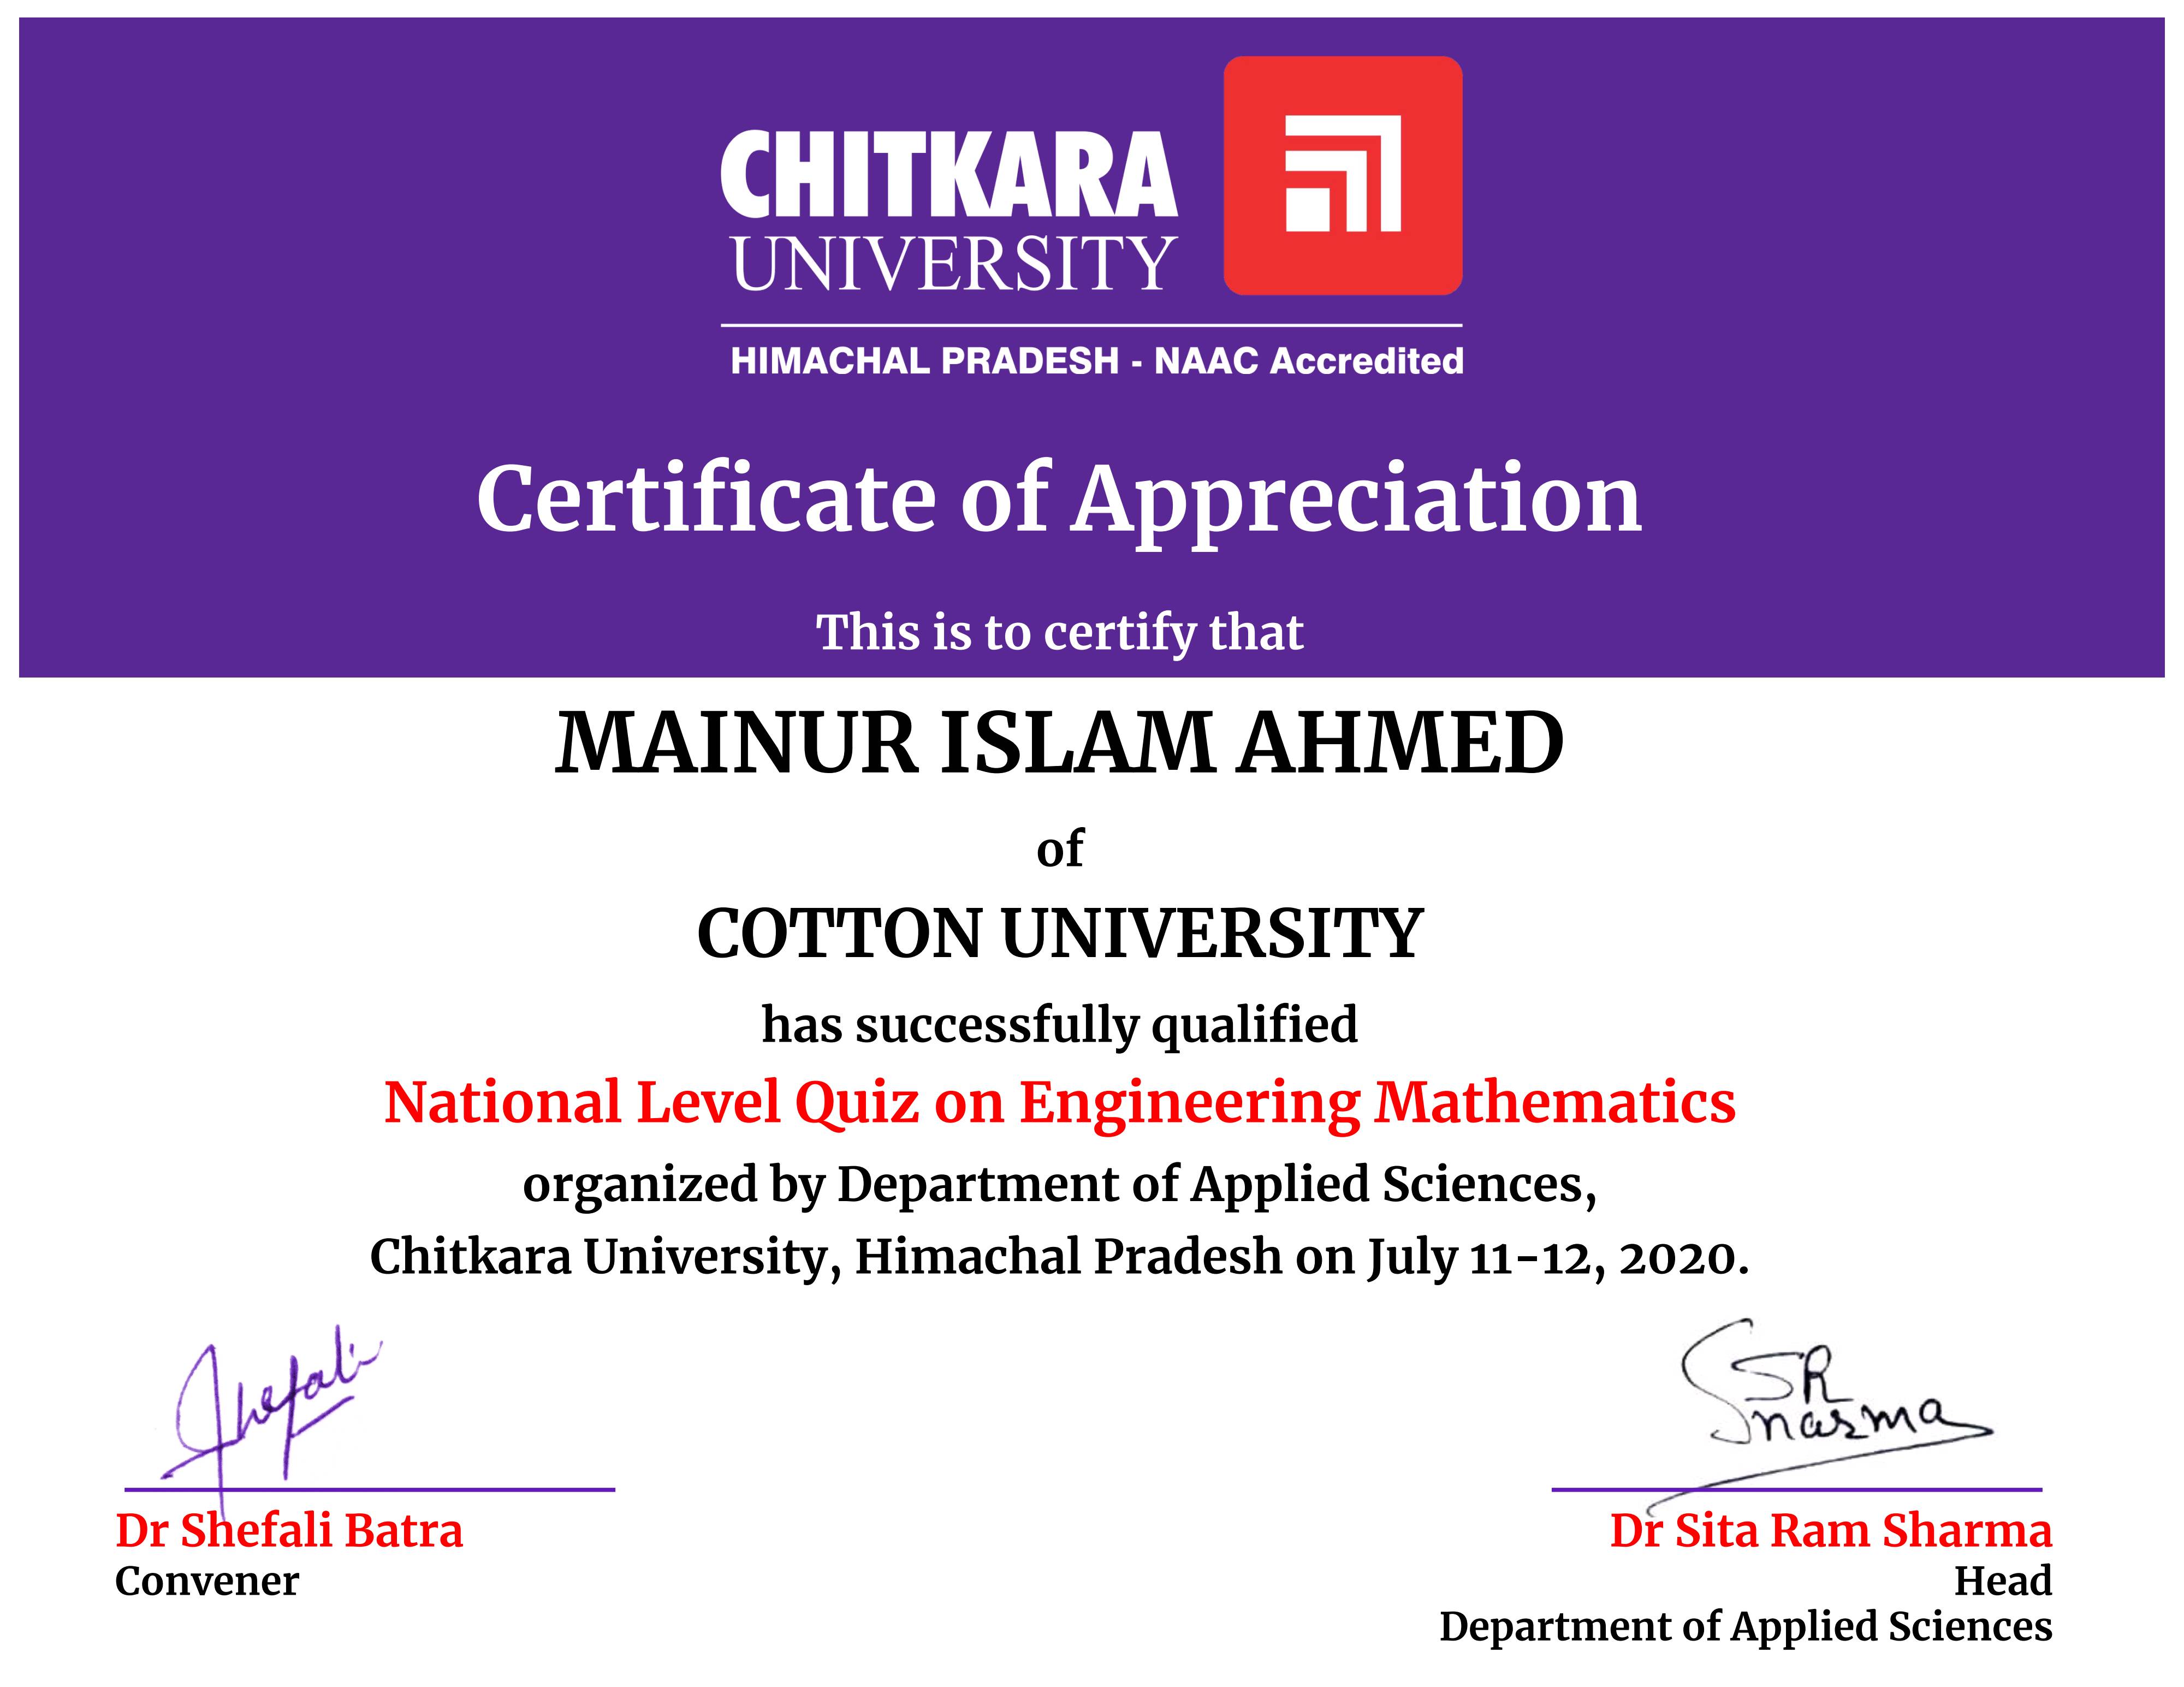 CHITKARA
UNIVERSITY
HIMACHAL PRADESH - NAAC Accredited
Certificate of Appreciation
This is to certify that
MAINUR ISLAM AHMED
of
COTTON UNIVERSITY
has successfully qualified
National Level Quiz on Engineering Mathematics
organized by Department of Applied Sciences,
Chitkara University, Himachal Pradesh on July 11-12, 2020.
Shefali
SR
Sharma
Dr Shefali Batra
Convener
Dr Sita Ram Sharma
Head
Department of Applied Sciences